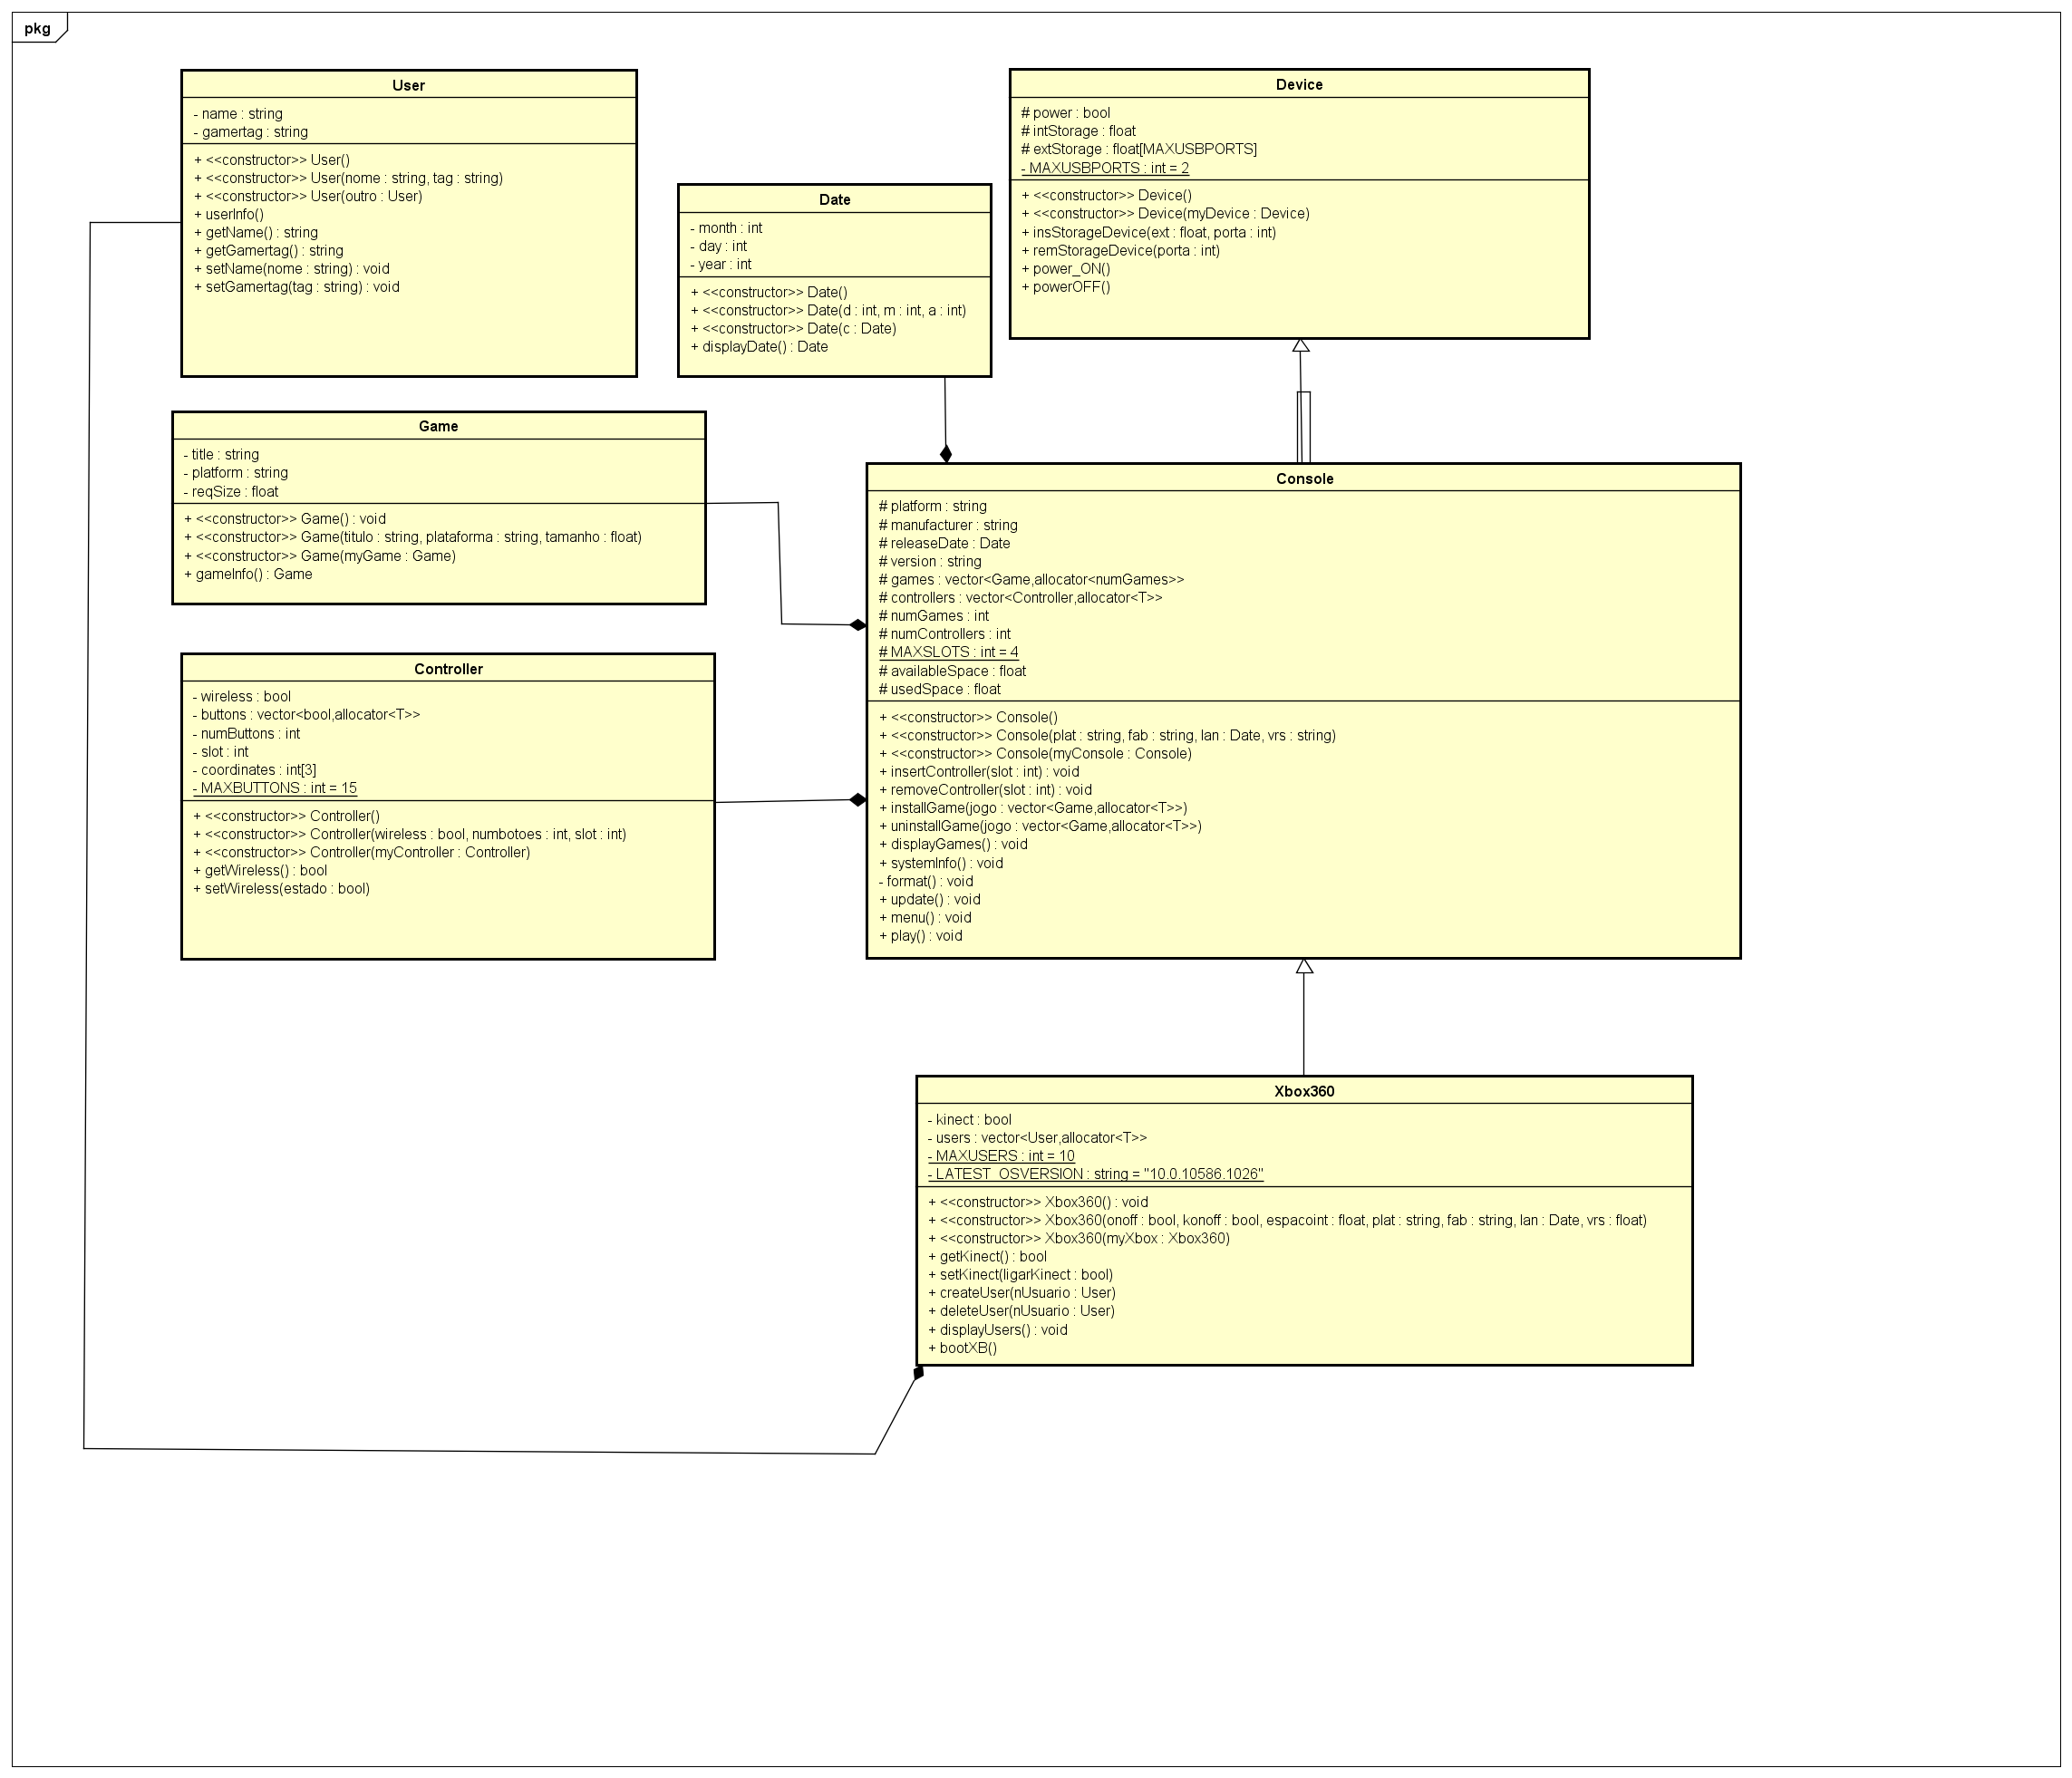 pkg
User
- name : string
- gamertag : string
+ <<constructor>> User()
+ <<constructor>> User(nome : string, tag : string)
+ <<constructor>> User(outro : User)
+ userInfo()
+ getName() : string
+ getGamertag() : string
+ setName(nome : string) : void
+ setGamertag(tag : string) : void
Date
- month : int
- day : int
- year : int
+ <<constructor>> Date()
+ <<constructor>> Date(d : int, m : int, a : int)
+ <<constructor>> Date(c : Date)
+ displayDate() : Date
Device
# power : bool
# intStorage : float
# extStorage : float[MAXUSBPORTS]
- MAXUSBPORTS : int = 2
+ <<constructor>> Device()
+ <<constructor>> Device(myDevice : Device)
+ insStorageDevice(ext : float, porta : int)
+ remStorageDevice(porta : int)
+ power_ON()
+ powerOFF()
Game
- title : string
- platform : string
- reqSize : float
+ <<constructor>> Game() : void
+ <<constructor>> Game(titulo : string, plataforma : string, tamanho : float)
+ <<constructor>> Game(myGame : Game)
+ gameInfo() : Game
Controller
- wireless : bool
- buttons : vector<bool,allocator<T>>
- numButtons : int
- slot : int
- coordinates : int[3]
- MAXBUTTONS : int = 15
+ <<constructor>> Controller()
+ <<constructor>> Controller(wireless : bool, numbotoes : int, slot : int)
+ <<constructor>> Controller(myController : Controller)
+ getWireless() : bool
+ setWireless(estado : bool)
Console
# platform : string
# manufacturer : string
# releaseDate : Date
# version : string
# games : vector<Game,allocator<numGames>>
# controllers : vector<Controller,allocator<T>>
# numGames : int
# numControllers : int
# MAXSLOTS : int = 4
# availableSpace : float
# usedSpace : float
+ <<constructor>> Console()
+ <<constructor>> Console(plat : string, fab : string, lan : Date, vrs : string)
+ <<constructor>> Console(myConsole : Console)
+ insertController(slot : int) : void
+ removeController(slot : int) : void
+ installGame(jogo : vector<Game,allocator<T>>)
+ uninstallGame(jogo : vector<Game,allocator<T>>)
+ displayGames() : void
+ systemInfo() : void
- format() : void
+ update() : void
+ menu() : void
+ play() : void
Xbox360
- kinect : bool
- users : vector<User,allocator<T>>
- MAXUSERS : int = 10
- LATEST_OSVERSION : string = "10.0.10586.1026"
+ <<constructor>> Xbox360() : void
+ <<constructor>> Xbox360(onoff : bool, konoff : bool, espacoint : float, plat : string, fab : string, lan : Date, vrs : float)
+ <<constructor>> Xbox360(myXbox : Xbox360)
+ getKinect() : bool
+ setKinect(ligarKinect : bool)
+ createUser(nUsuario : User)
+ deleteUser(nUsuario : User)
+ displayUsers() : void
+ bootXB()